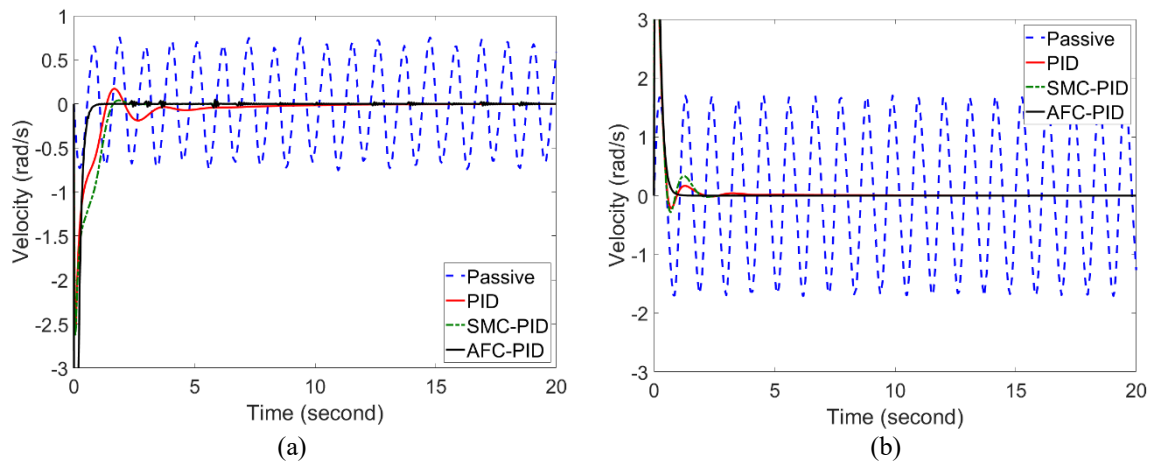 1
0.5
0
-0.5
-1
-1.5
-2
-2.5
-3
Velocity (rad/s)
0 5 10 15 20
Time (second)
Passive
PID
SMC-PID
AFC-PID
(a)
3
2
1
0
-1
-2
-3
Velocity (rad/s)
0 5 10 15 20
Time (second)
Passive
PID
SMC-PID
AFC-PID
(b)